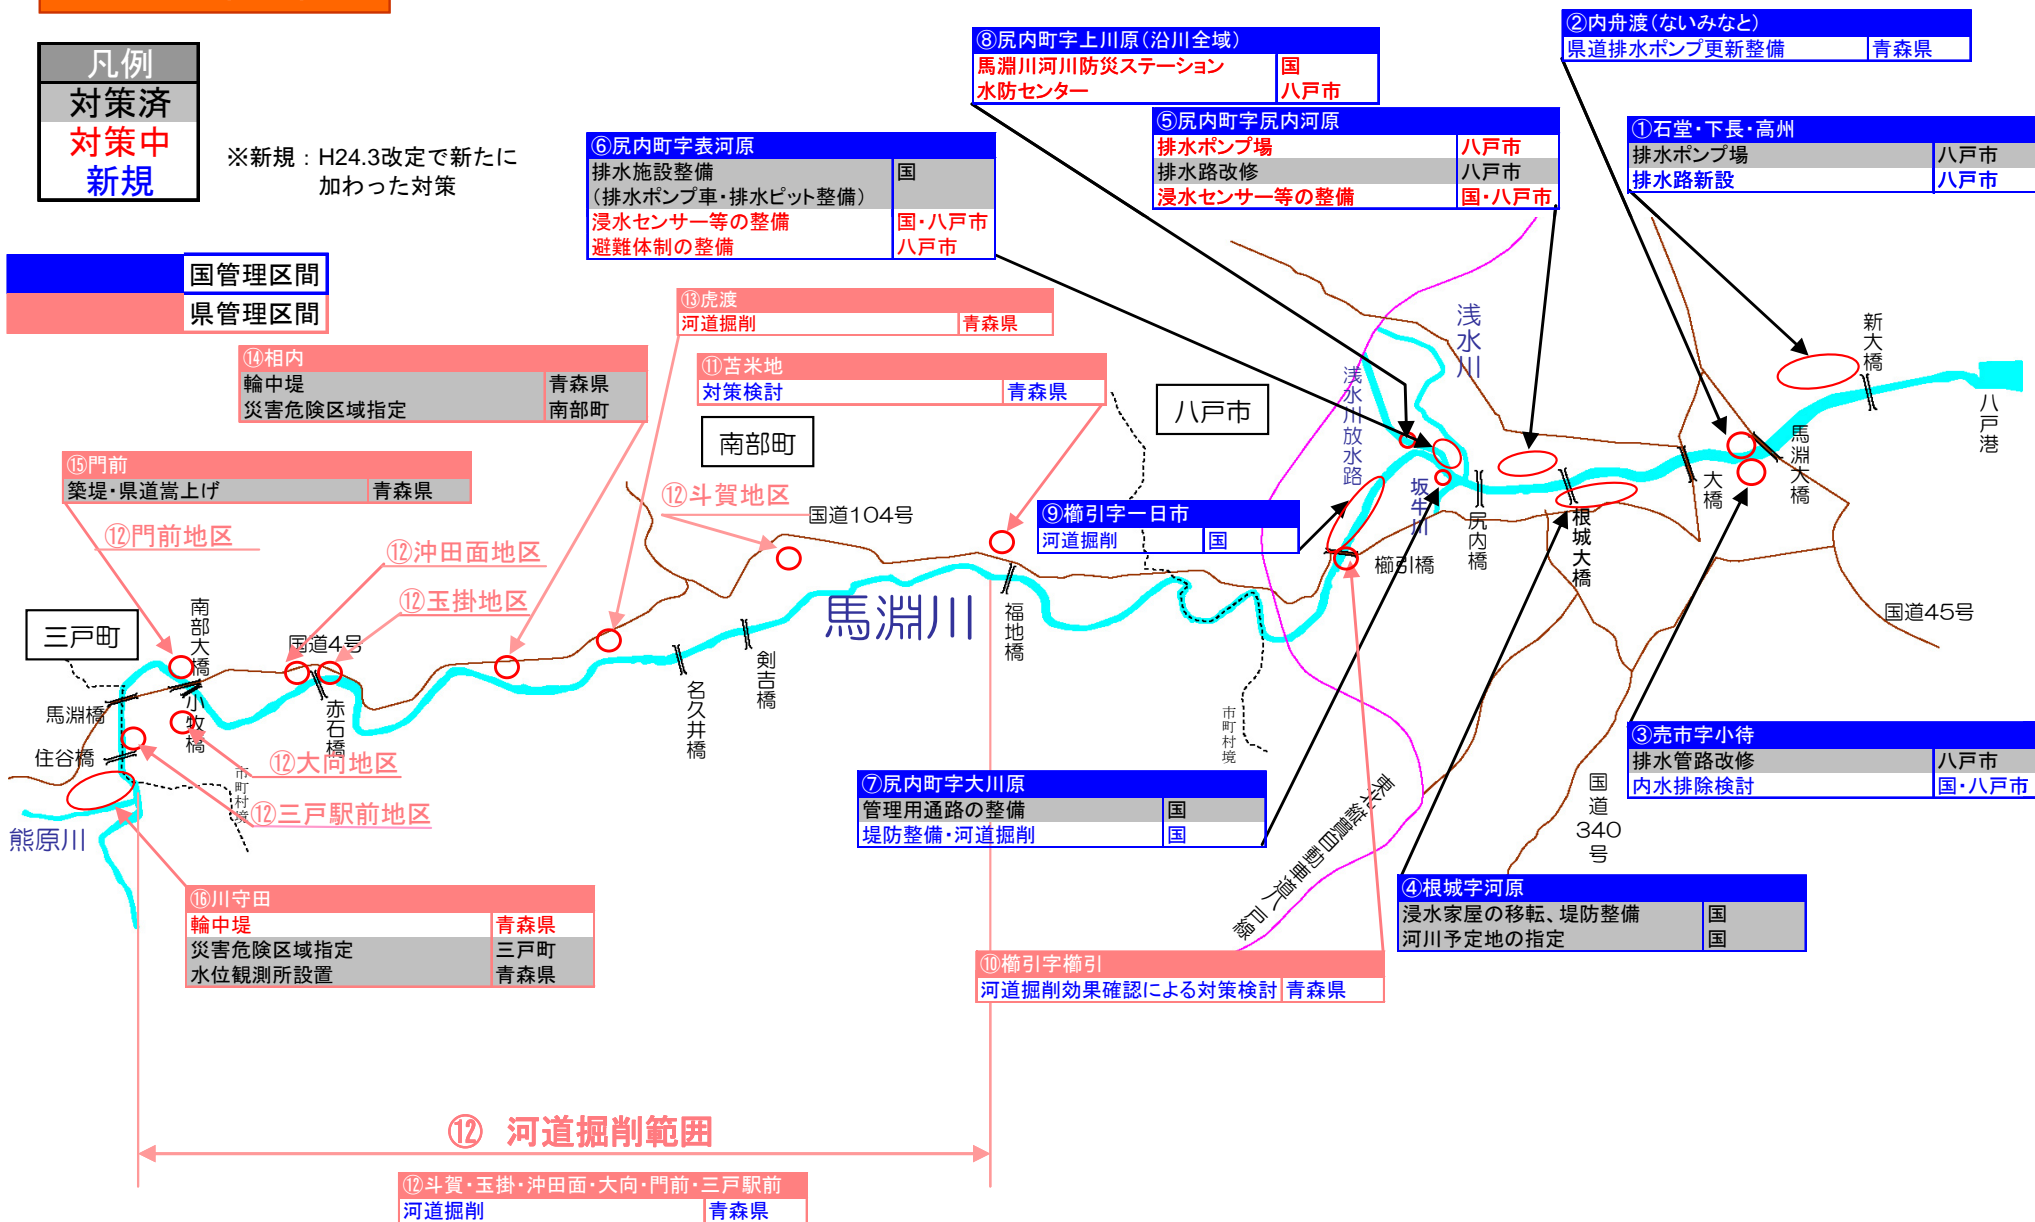 凡例
対策済
対策中
新規
※新規：H24.3改定で新たに
加わった対策
国管理区間
県管理区間
⑧尻内町字上川原（沿川全域）
馬淵川河川防災ステーション 国
水防センター 八戸市
②内舟渡（ないみなと）
県道排水ポンプ更新整備 青森県
⑥尻内町字表河原
排水施設整備 国
（排水ポンプ車・排水ピット整備）
浸水センサー等の整備 国・八戸市
避難体制の整備 八戸市
⑤尻内町字尻内河原
排水ポンプ場 八戸市
排水路改修 八戸市
浸水センサー等の整備 国・八戸市
①石堂・下長・高州
排水ポンプ場 八戸市
排水路新設 八戸市
⑬虎渡
河道掘削 青森県
⑭相内
輪中堤 青森県
災害危険区域指定 南部町
⑪苫米地
対策検討 青森県
⑮門前
築堤・県道嵩上げ 青森県
南部町
八戸市
三戸町
⑨櫛引字一日市
河道掘削 国
⑫門前地区
⑫沖田面地区
⑫玉掛地区
⑫斗賀地区
⑫大向地区
⑫三戸駅前地区
国道104号
国道4号
国道45号
国道340号
馬淵川
浅水川
浅水川放水路
坂牛川
熊原川
新大橋
八戸港
馬淵大橋
大橋
根城大橋
尻内橋
櫛引橋
福地橋
剣吉橋
名久井橋
赤石橋
南部大橋
小牧橋
馬淵橋
住谷橋
市町村境
市町村境
東北縦貫自動車道八戸線
⑦尻内町字大川原
管理用通路の整備 国
堤防整備・河道掘削 国
③売市字小待
排水管路改修 八戸市
内水排除検討 国・八戸市
④根城字河原
浸水家屋の移転、堤防整備 国
河川予定地の指定 国
⑯川守田
輪中堤 青森県
災害危険区域指定 三戸町
水位観測所設置 青森県
⑩櫛引字櫛引
河道掘削効果確認による対策検討 青森県
⑫ 河道掘削範囲
⑫斗賀・玉掛・沖田面・大向・門前・三戸駅前
河道掘削 青森県